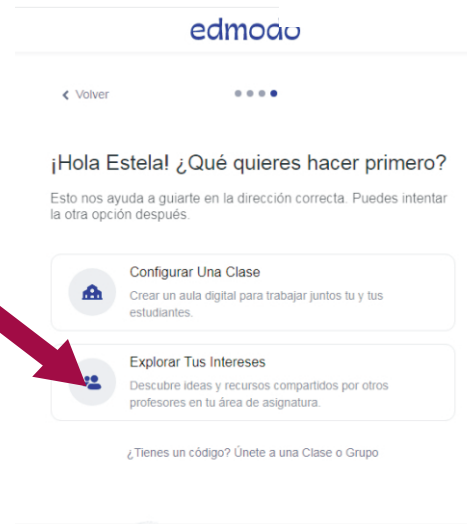 edmodo
Volver
¡Hola Estela! ¿Qué quieres hacer primero?
Esto nos ayuda a guiarte en la dirección correcta. Puedes intentar
la otra opción después.
Configurar Una Clase
Crear un aula digital para trabajar juntos tu y tus
estudiantes.
Explorar Tus Intereses
Descubre ideas y recursos compartidos por otros
profesores en tu área de asignatura.
¿Tienes un código? Únete a una Clase o Grupo